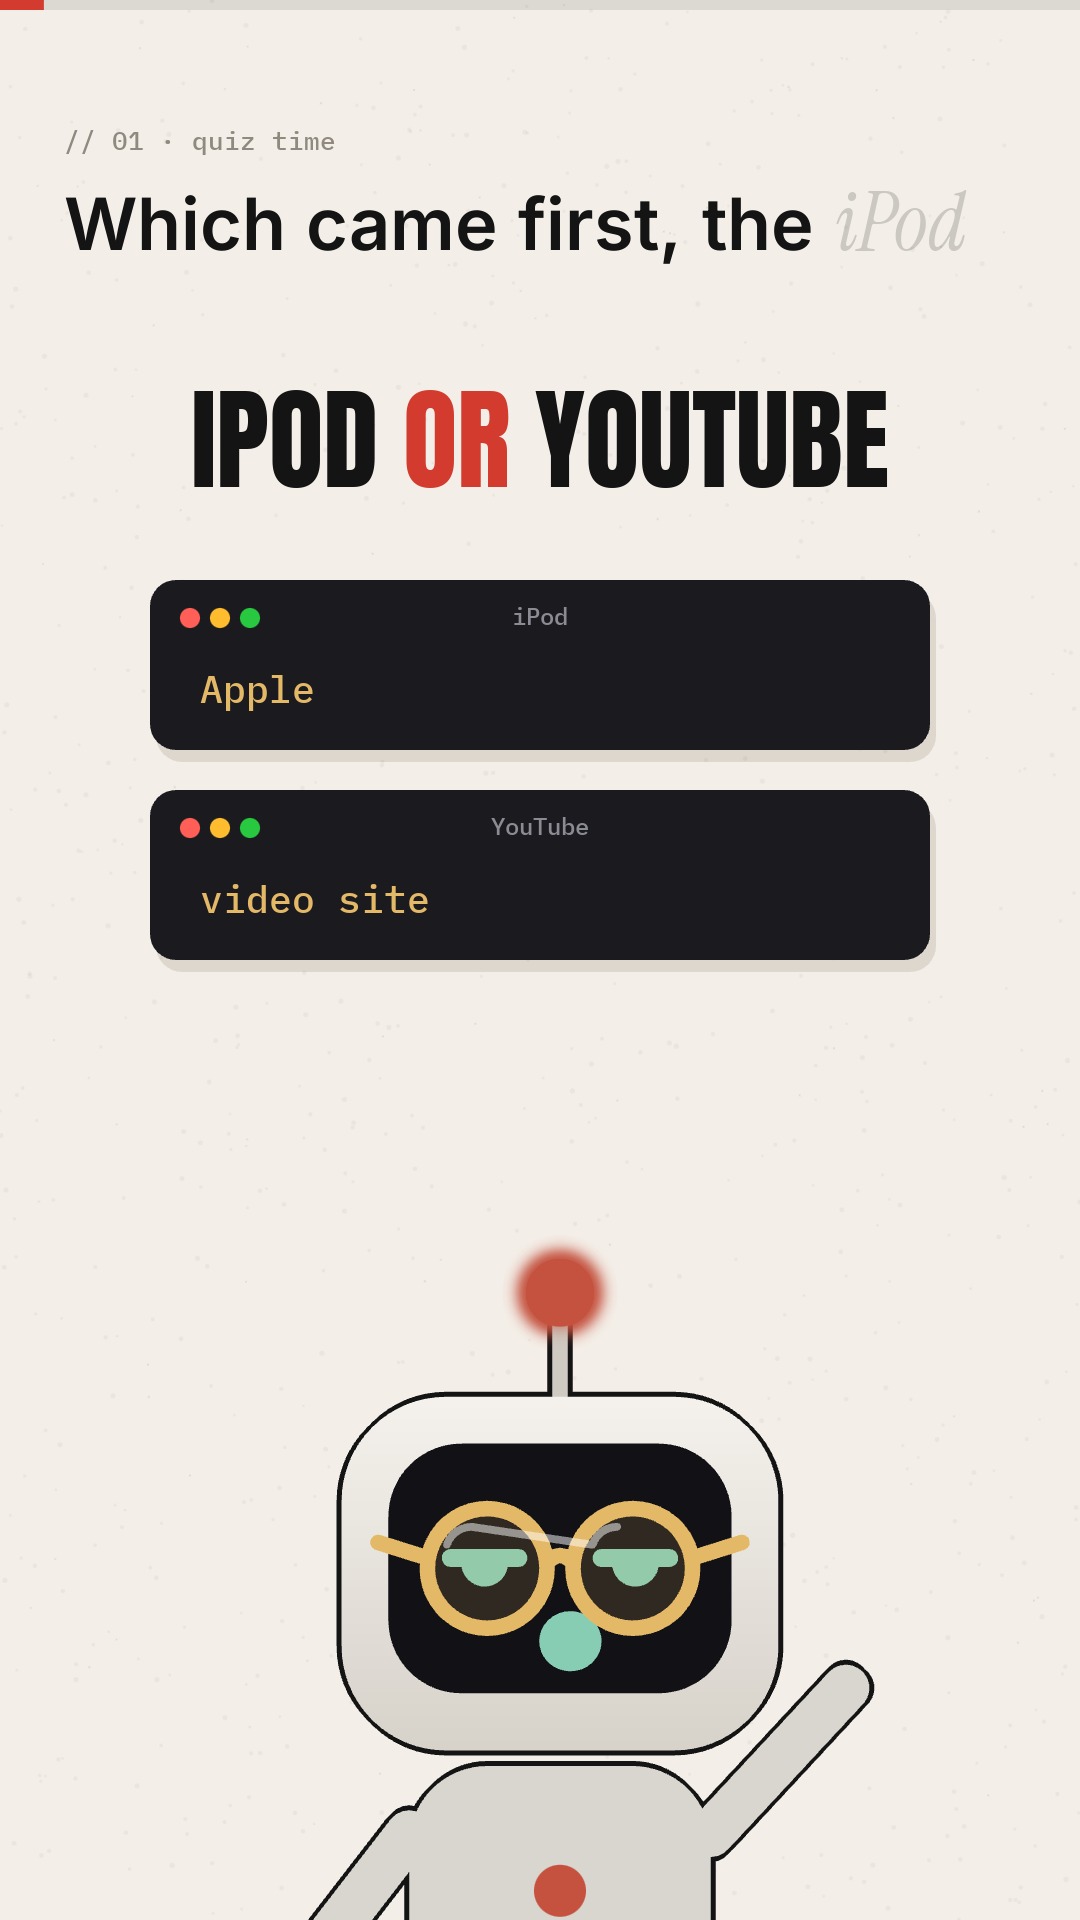 // 01 · quiz time
Which came first, the iPod
IPOD OR YOUTUBE
iPod
Apple
YouTube
video site